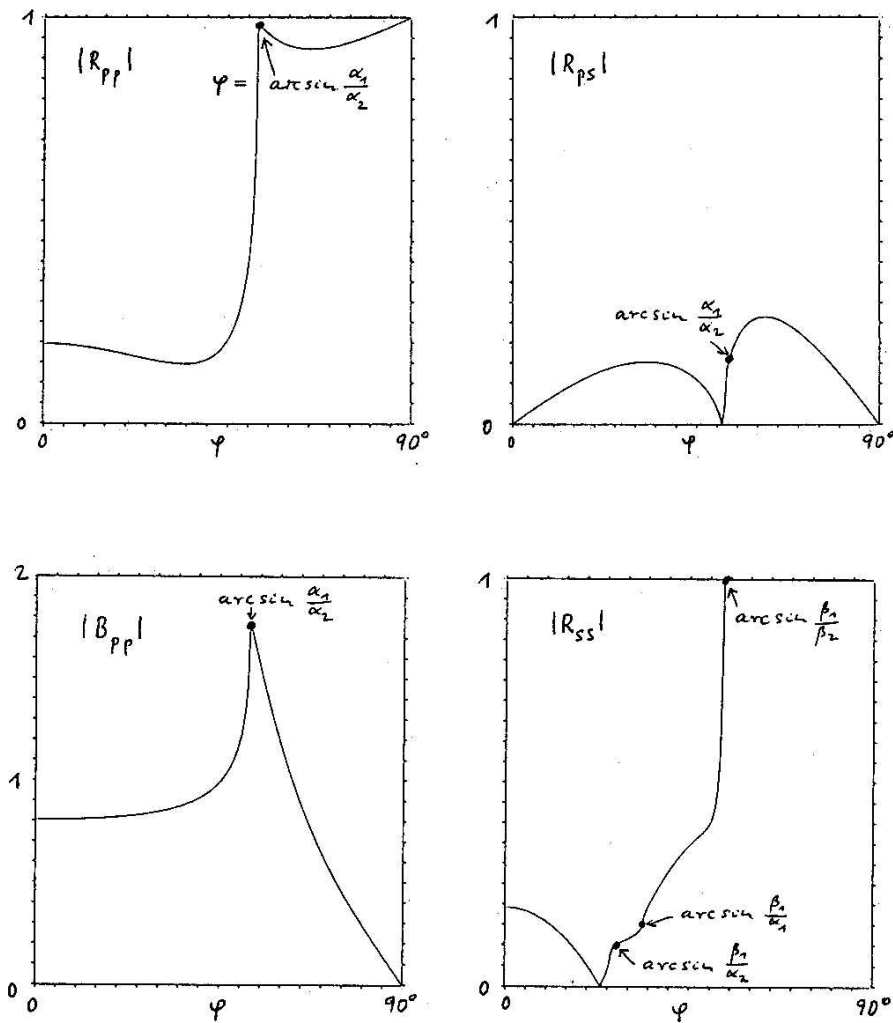 1
|R_pp|
φ = arcsin α₁/α₂
0
0
φ
90°
1
|R_ps|
arcsin α₁/α₂
0
0
φ
90°
2
arcsin α₁/α₂
|B_pp|
1
0
0
φ
90°
1
|R_ss|
arcsin β₁/β₂
arcsin β₁/α₁
arcsin β₁/α₂
0
0
φ
90°